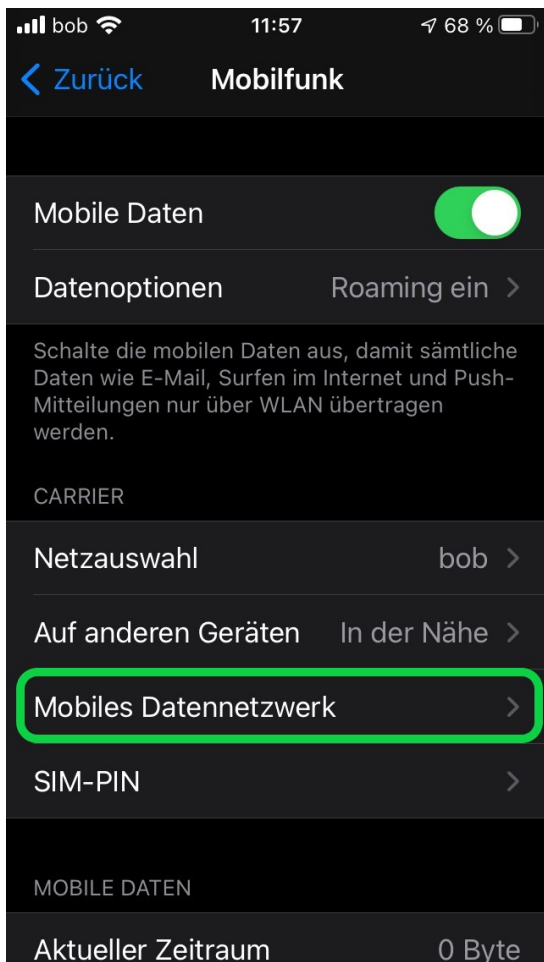 bob 11:57 68 %
Zurück Mobilfunk
Mobile Daten
Datenoptionen Roaming ein
Schalte die mobilen Daten aus, damit sämtliche
Daten wie E-Mail, Surfen im Internet und Push-
Mitteilungen nur über WLAN übertragen
werden.
CARRIER
Netzauswahl bob
Auf anderen Geräten In der Nähe
Mobiles Datennetzwerk
SIM-PIN
MOBILE DATEN
Aktueller Zeitraum 0 Byte